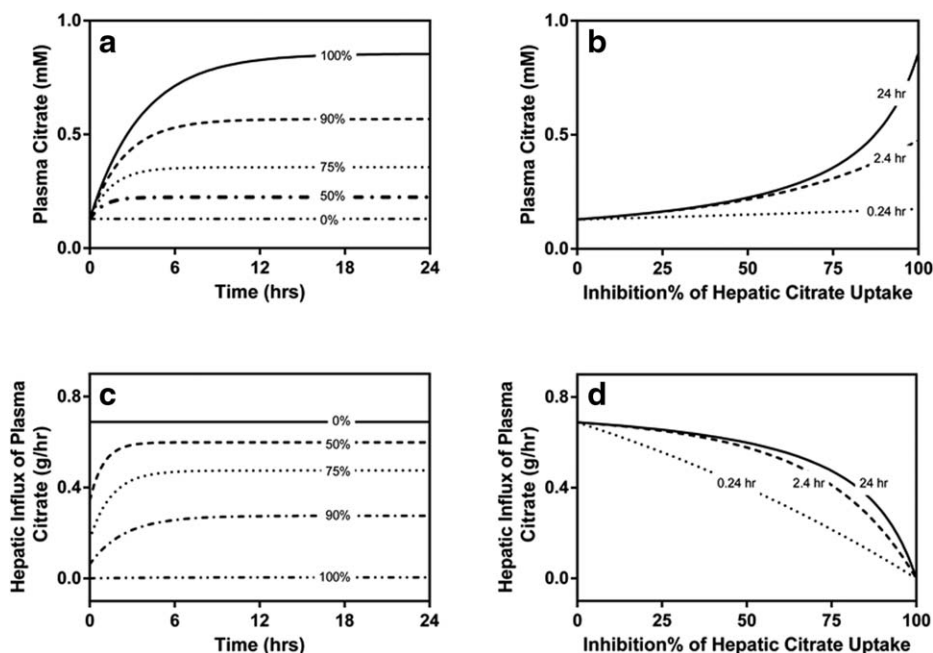 a
1.0
0.5
0.0
Plasma Citrate (mM)
100%
90%
75%
50%
0%
0 6 12 18 24
Time (hrs)
b
1.0
0.5
0.0
Plasma Citrate (mM)
24 hr
2.4 hr
0.24 hr
0 25 50 75 100
Inhibition% of Hepatic Citrate Uptake
c
0.8
0.4
0.0
Hepatic Influx of Plasma
Citrate (g/hr)
0%
50%
75%
90%
100%
0 6 12 18 24
Time (hrs)
d
0.8
0.4
0.0
Hepatic Influx of Plasma
Citrate (g/hr)
0.24 hr 2.4 hr 24 hr
0 25 50 75 100
Inhibition% of Hepatic Citrate Uptake